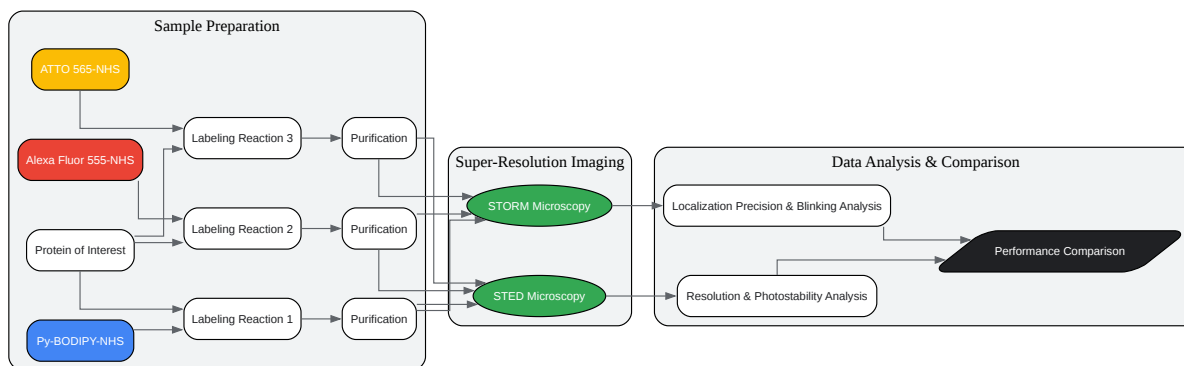 Sample Preparation
ATTO 565-NHS
Labeling Reaction 3
Purification
Alexa Fluor 555-NHS
Labeling Reaction 2
Purification
Protein of Interest
Labeling Reaction 1
Purification
Py-BODIPY-NHS
Super-Resolution Imaging
STORM Microscopy
STED Microscopy
Data Analysis & Comparison
Localization Precision & Blinking Analysis
Performance Comparison
Resolution & Photostability Analysis